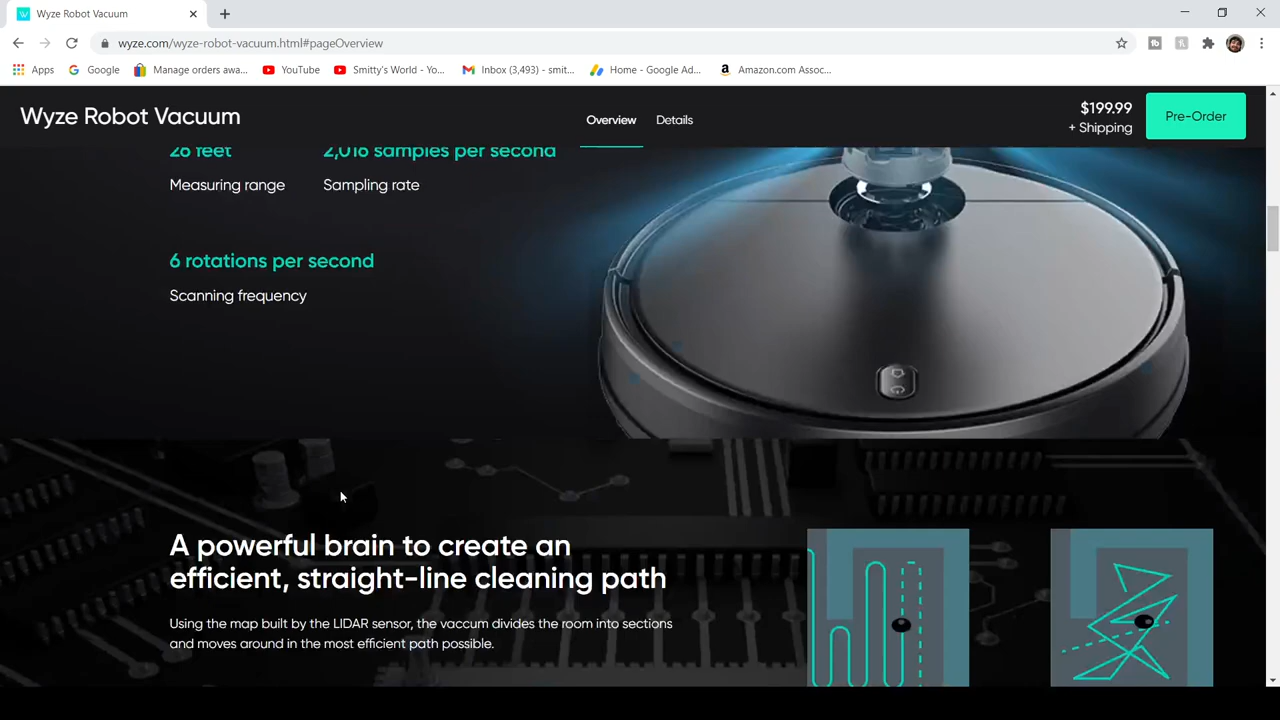 Wyze Robot Vacuum
wyze.com/wyze-robot-vacuum.html#pageOverview
Apps
Google
Manage orders awa...
YouTube
Smitty's World - Yo...
Inbox (3,493) - smit...
Home - Google Ad...
Amazon.com Assoc...
Wyze Robot Vacuum
Overview
Details
$199.99
+ Shipping
Pre-Order
26 feet
2,016 samples per second
Measuring range
Sampling rate
6 rotations per second
Scanning frequency
A powerful brain to create an
efficient, straight-line cleaning path
Using the map built by the LIDAR sensor, the vaccum divides the room into sections
and moves around in the most efficient path possible.